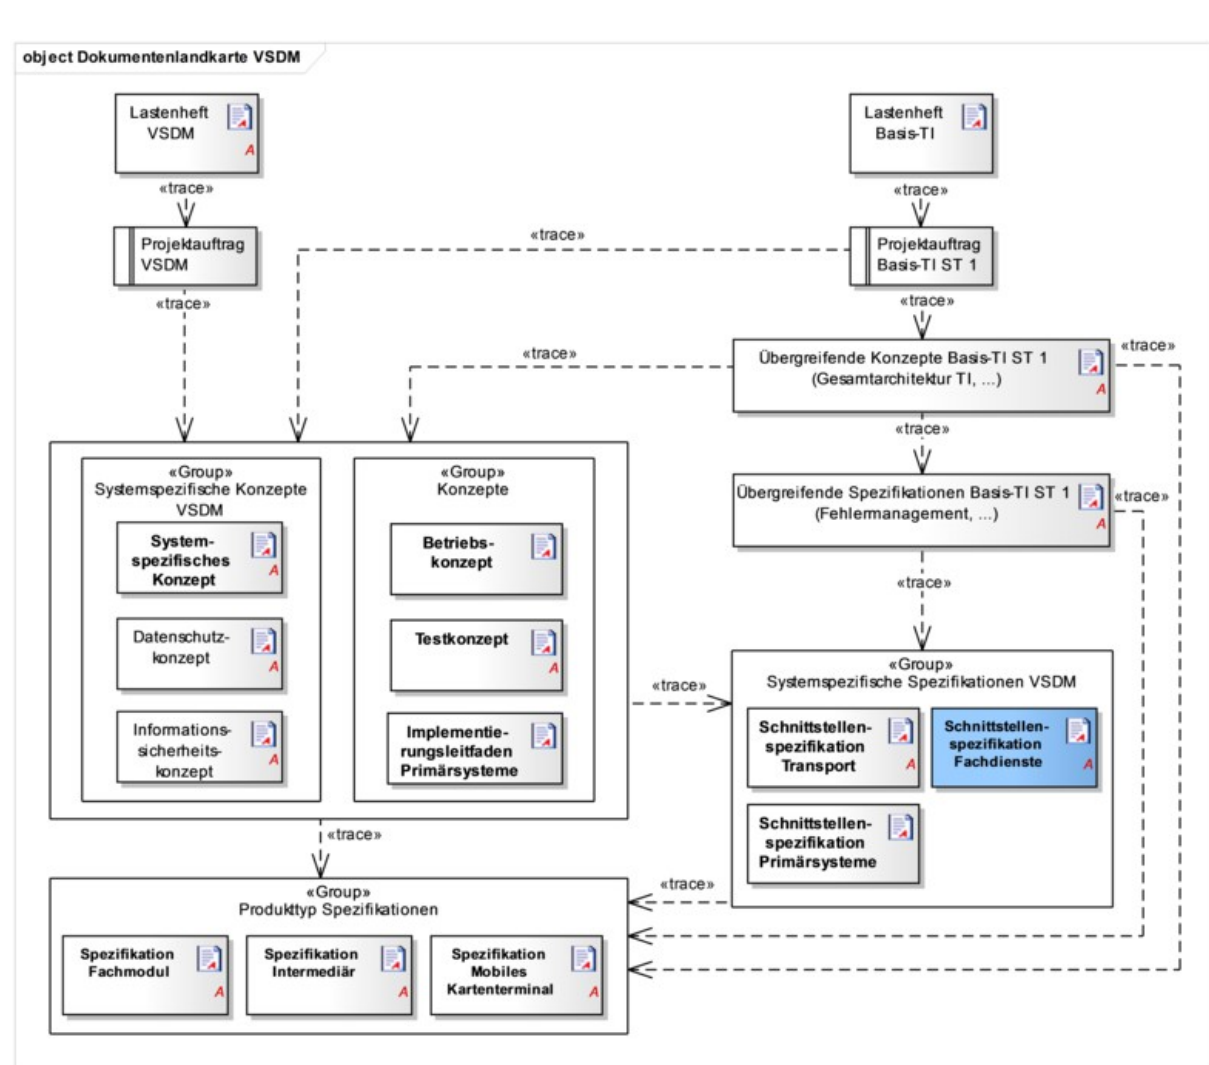 object Dokumentenlandkarte VSDM
Lastenheft
VSDM
A
Lastenheft
Basis-TI
«trace»
«trace»
Projektauftrag
VSDM
«trace»
Projektauftrag
Basis-TI ST 1
«trace»
«trace»
«trace»
Übergreifende Konzepte Basis-TI ST 1
(Gesamtarchitektur TI, ...)
A
«trace»
«trace»
Übergreifende Spezifikationen Basis-TI ST 1
(Fehlermanagement, ...)
A
«trace»
«trace»
«Group»
Systemspezifische Konzepte
VSDM
System-
spezifisches
Konzept
A
Datenschutz-
konzept
A
Informations-
sicherheits-
konzept
A
«Group»
Konzepte
Betriebs-
konzept
Testkonzept
A
Implementie-
rungsleitfaden
Primärsysteme
«trace»
«Group»
Systemspezifische Spezifikationen VSDM
Schnittstellen-
spezifikation
Transport
A
Schnittstellen-
spezifikation
Fachdienste
A
Schnittstellen-
spezifikation
Primärsysteme
«trace»
«trace»
«Group»
Produkttyp Spezifikationen
Spezifikation
Fachmodul
A
Spezifikation
Intermediär
A
Spezifikation
Mobiles
Kartenterminal
A